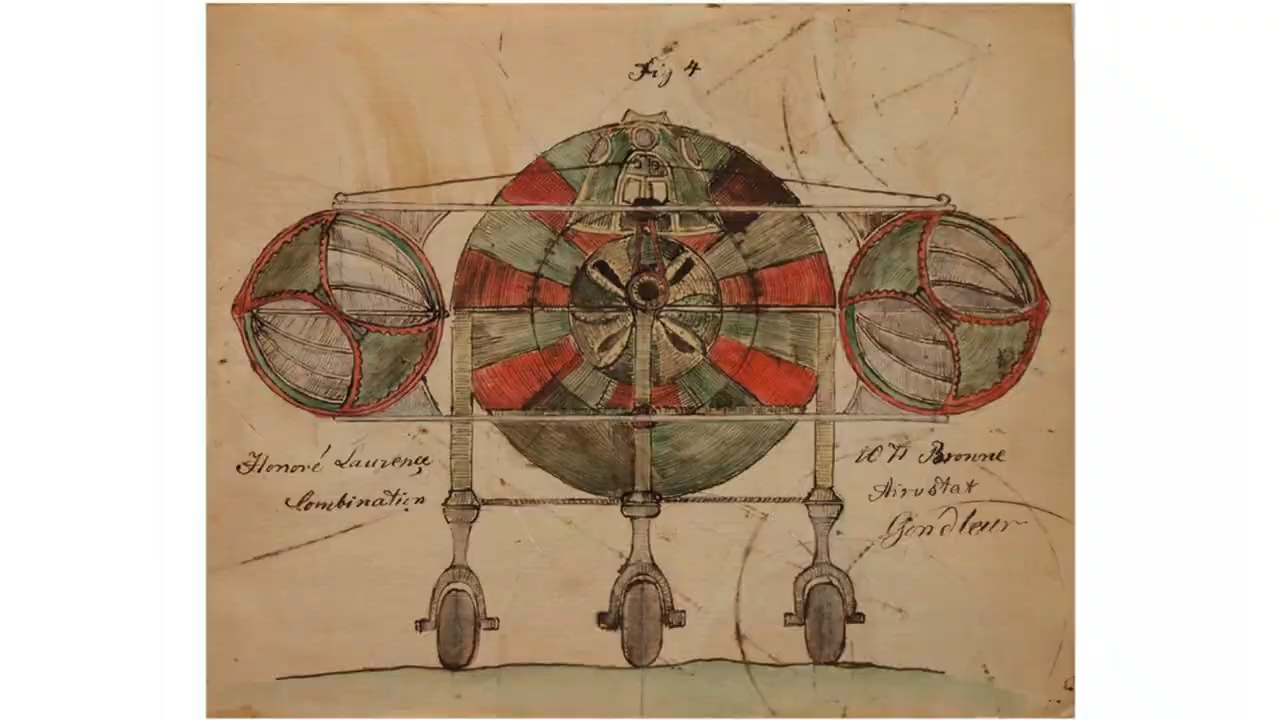 Fig 4
Honoré Laurence
Combination
Browne
Airostat
Gondleur